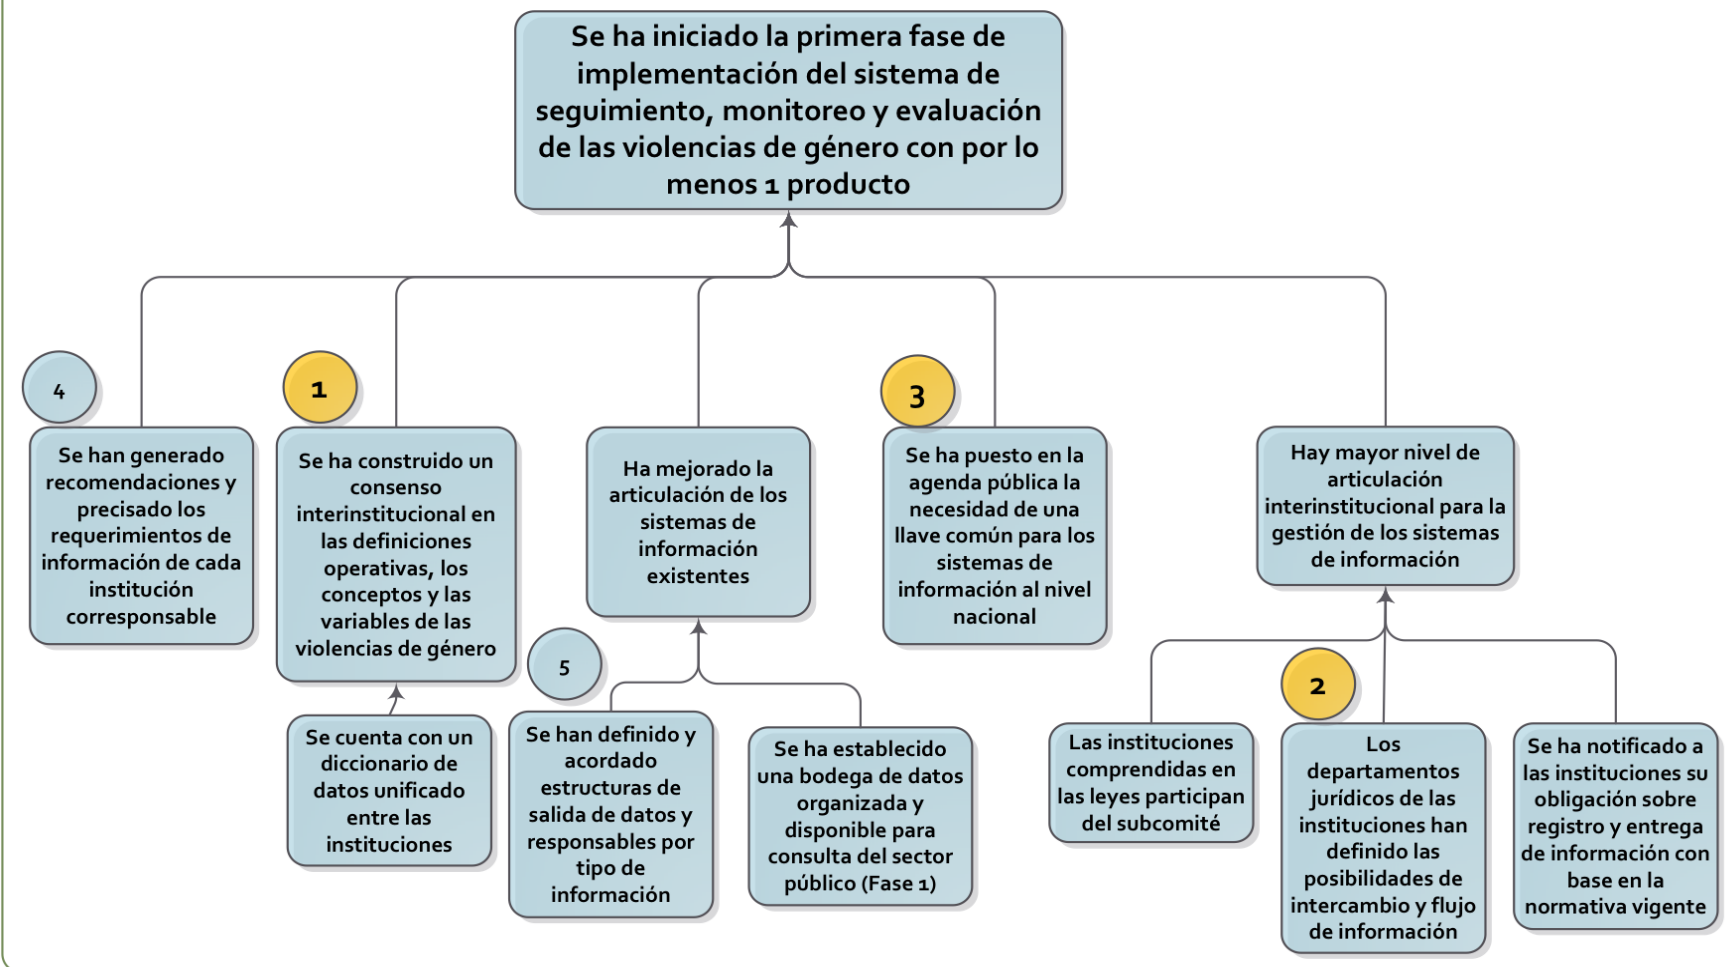 Se ha iniciado la primera fase de
implementación del sistema de
seguimiento, monitoreo y evaluación
de las violencias de género con por lo
menos 1 producto
4
Se han generado
recomendaciones y
precisado los
requerimientos de
información de cada
institución
corresponsable
1
Se ha construido un
consenso
interinstitucional en
las definiciones
operativas, los
conceptos y las
variables de las
violencias de género
Ha mejorado la
articulación de los
sistemas de
información
existentes
3
Se ha puesto en la
agenda pública la
necesidad de una
llave común para los
sistemas de
información al nivel
nacional
Hay mayor nivel de
articulación
interinstitucional para la
gestión de los sistemas
de información
Se cuenta con un
diccionario de
datos unificado
entre las
instituciones
5
Se han definido y
acordado
estructuras de
salida de datos y
responsables por
tipo de
información
Se ha establecido
una bodega de datos
organizada y
disponible para
consulta del sector
público (Fase 1)
Las instituciones
comprendidas en
las leyes participan
del subcomité
2
Los
departamentos
jurídicos de las
instituciones han
definido las
posibilidades de
intercambio y flujo
de información
Se ha notificado a
las instituciones su
obligación sobre
registro y entrega
de información con
base en la
normativa vigente